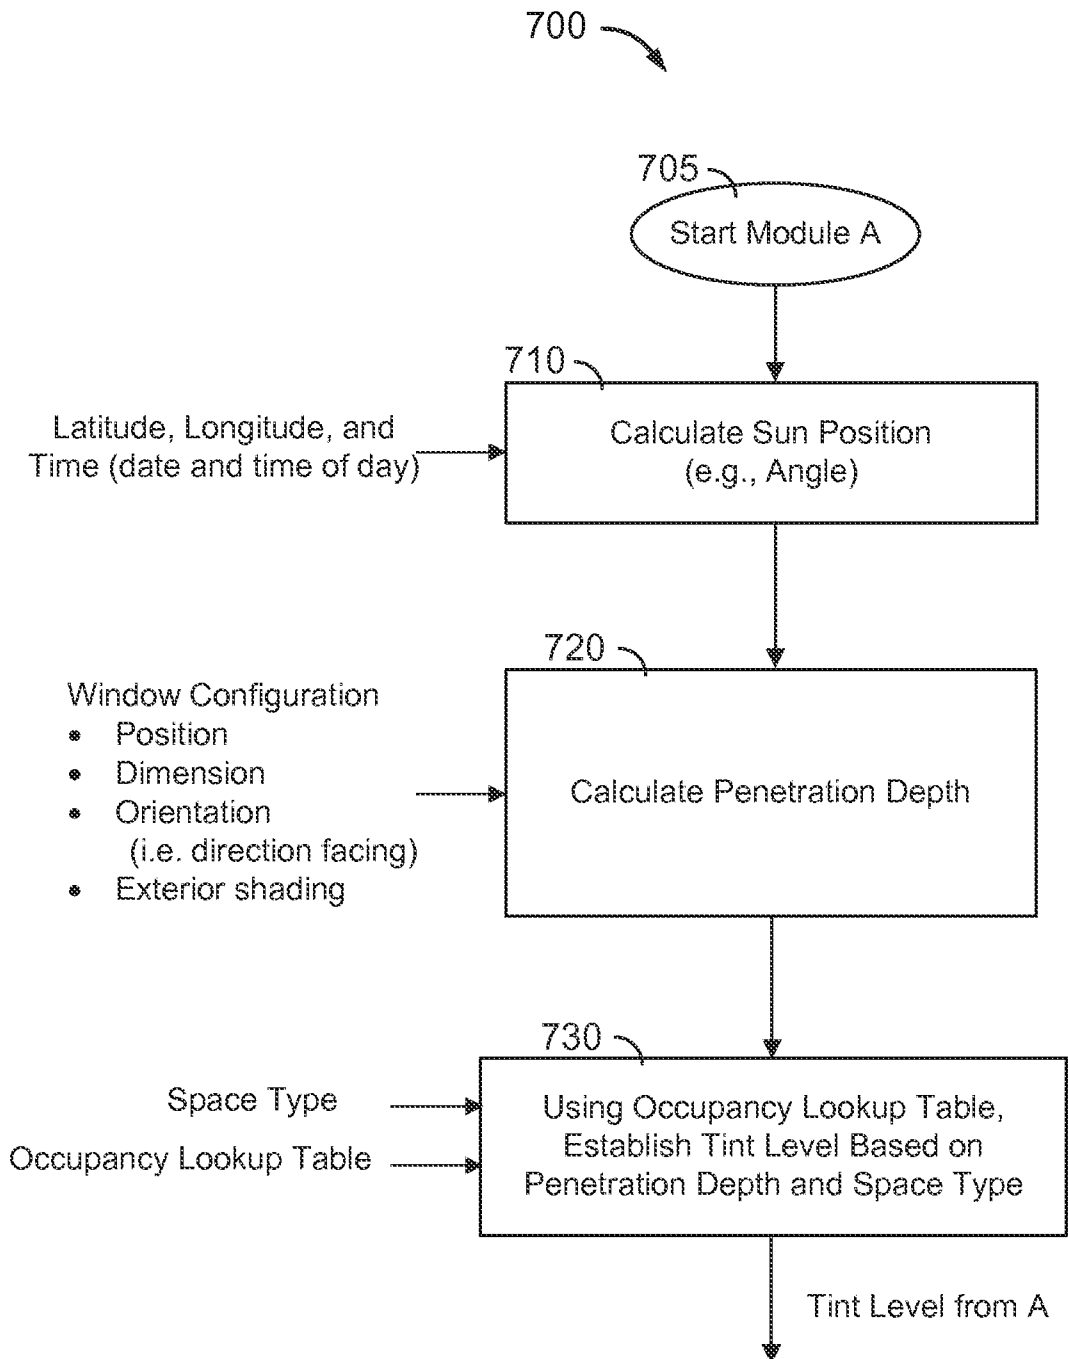 700
705
Start Module A
710
Latitude, Longitude, and
Time (date and time of day)
Calculate Sun Position
(e.g., Angle)
720
Window Configuration
• Position
• Dimension
• Orientation
(i.e. direction facing)
• Exterior shading
Calculate Penetration Depth
730
Space Type
Occupancy Lookup Table
Using Occupancy Lookup Table,
Establish Tint Level Based on
Penetration Depth and Space Type
Tint Level from A